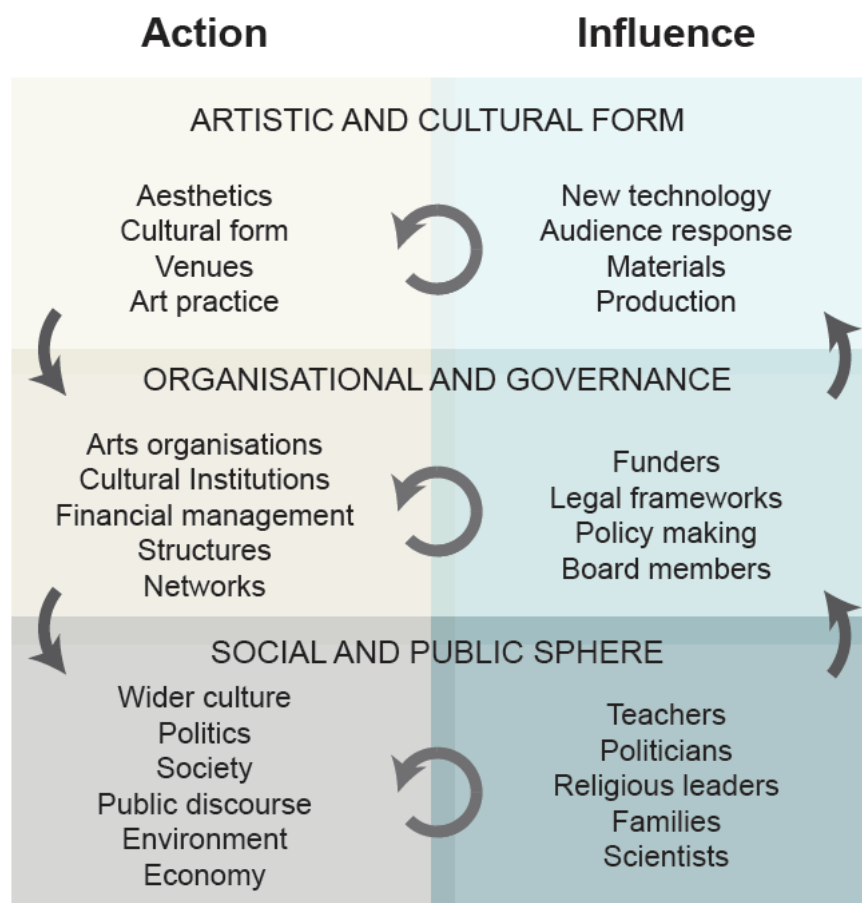 Action
Influence
ARTISTIC AND CULTURAL FORM
Aesthetics
Cultural form
Venues
Art practice
New technology
Audience response
Materials
Production
ORGANISATIONAL AND GOVERNANCE
Arts organisations
Cultural Institutions
Financial management
Structures
Networks
Funders
Legal frameworks
Policy making
Board members
SOCIAL AND PUBLIC SPHERE
Wider culture
Politics
Society
Public discourse
Environment
Economy
Teachers
Politicians
Religious leaders
Families
Scientists